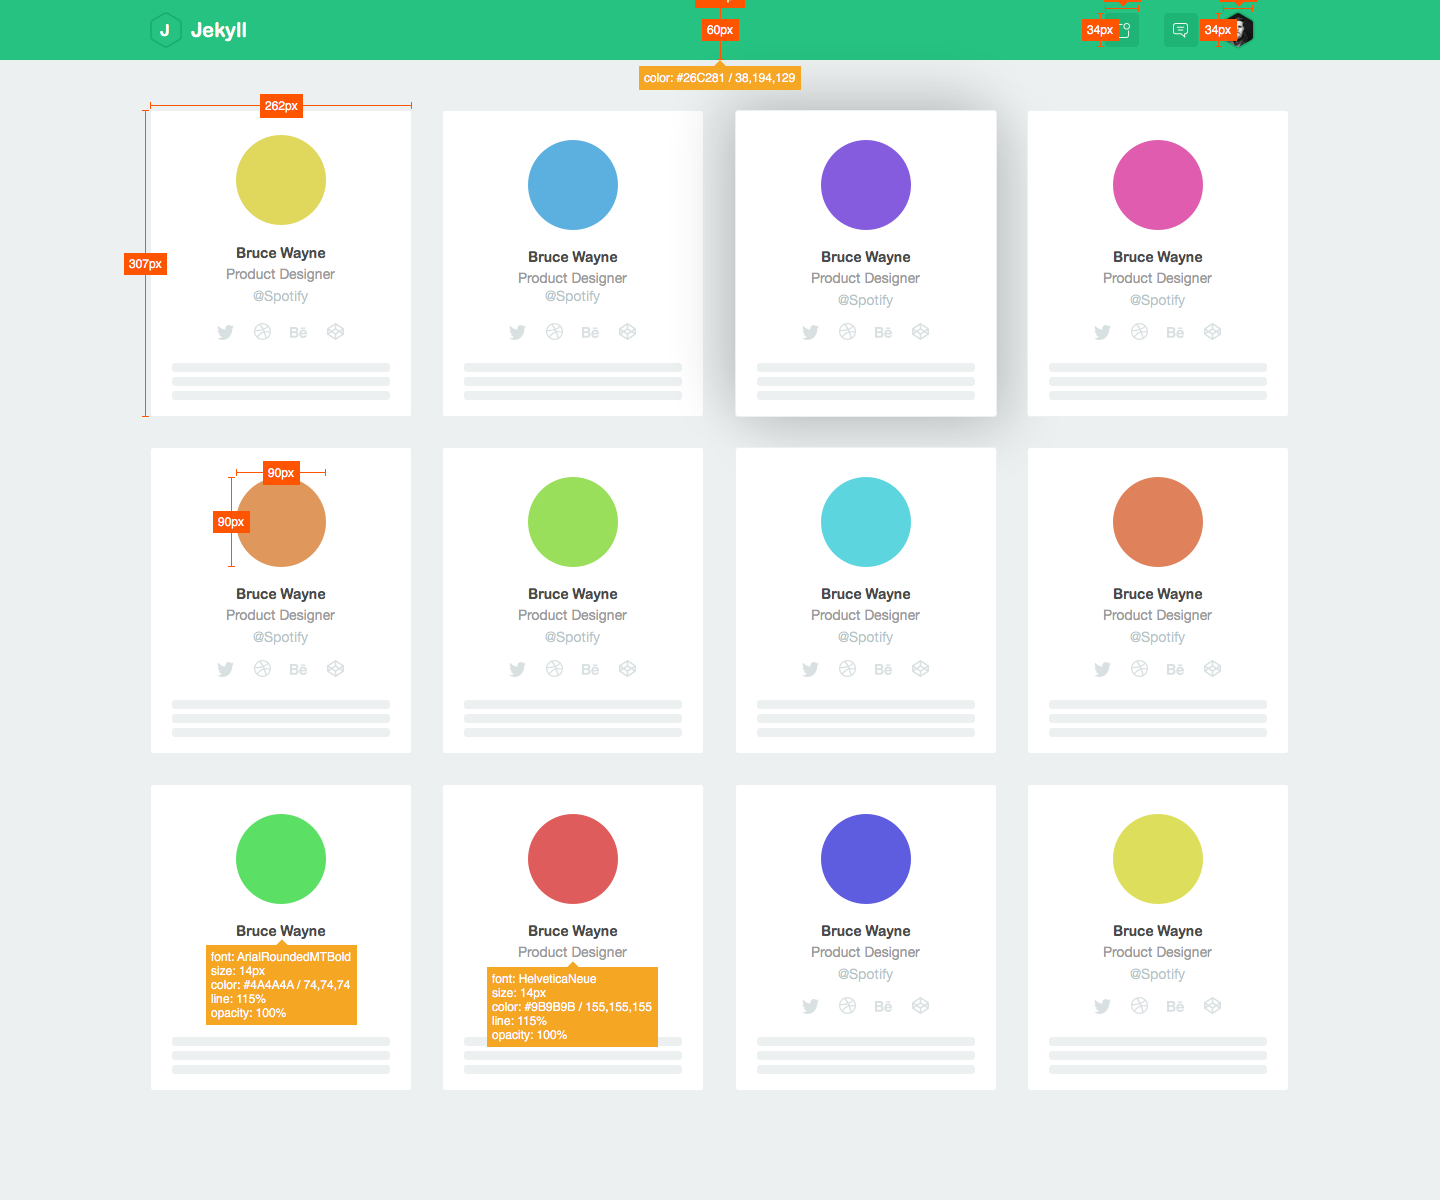 J Jekyll
60px
34px
34px
color: #26C281 / 38,194,129
262px
307px
Bruce Wayne
Product Designer
@Spotify
Bē
Bruce Wayne
Product Designer
@Spotify
Bē
Bruce Wayne
Product Designer
@Spotify
Bē
Bruce Wayne
Product Designer
@Spotify
Bē
90px
90px
Bruce Wayne
Product Designer
@Spotify
Bē
Bruce Wayne
Product Designer
@Spotify
Bē
Bruce Wayne
Product Designer
@Spotify
Bē
Bruce Wayne
Product Designer
@Spotify
Bē
Bruce Wayne
font: ArialRoundedMTBold
size: 14px
color: #4A4A4A / 74,74,74
line: 115%
opacity: 100%
Bruce Wayne
Product Designer
font: HelveticaNeue
size: 14px
color: #9B9B9B / 155,155,155
line: 115%
opacity: 100%
Bruce Wayne
Product Designer
@Spotify
Bē
Bruce Wayne
Product Designer
@Spotify
Bē